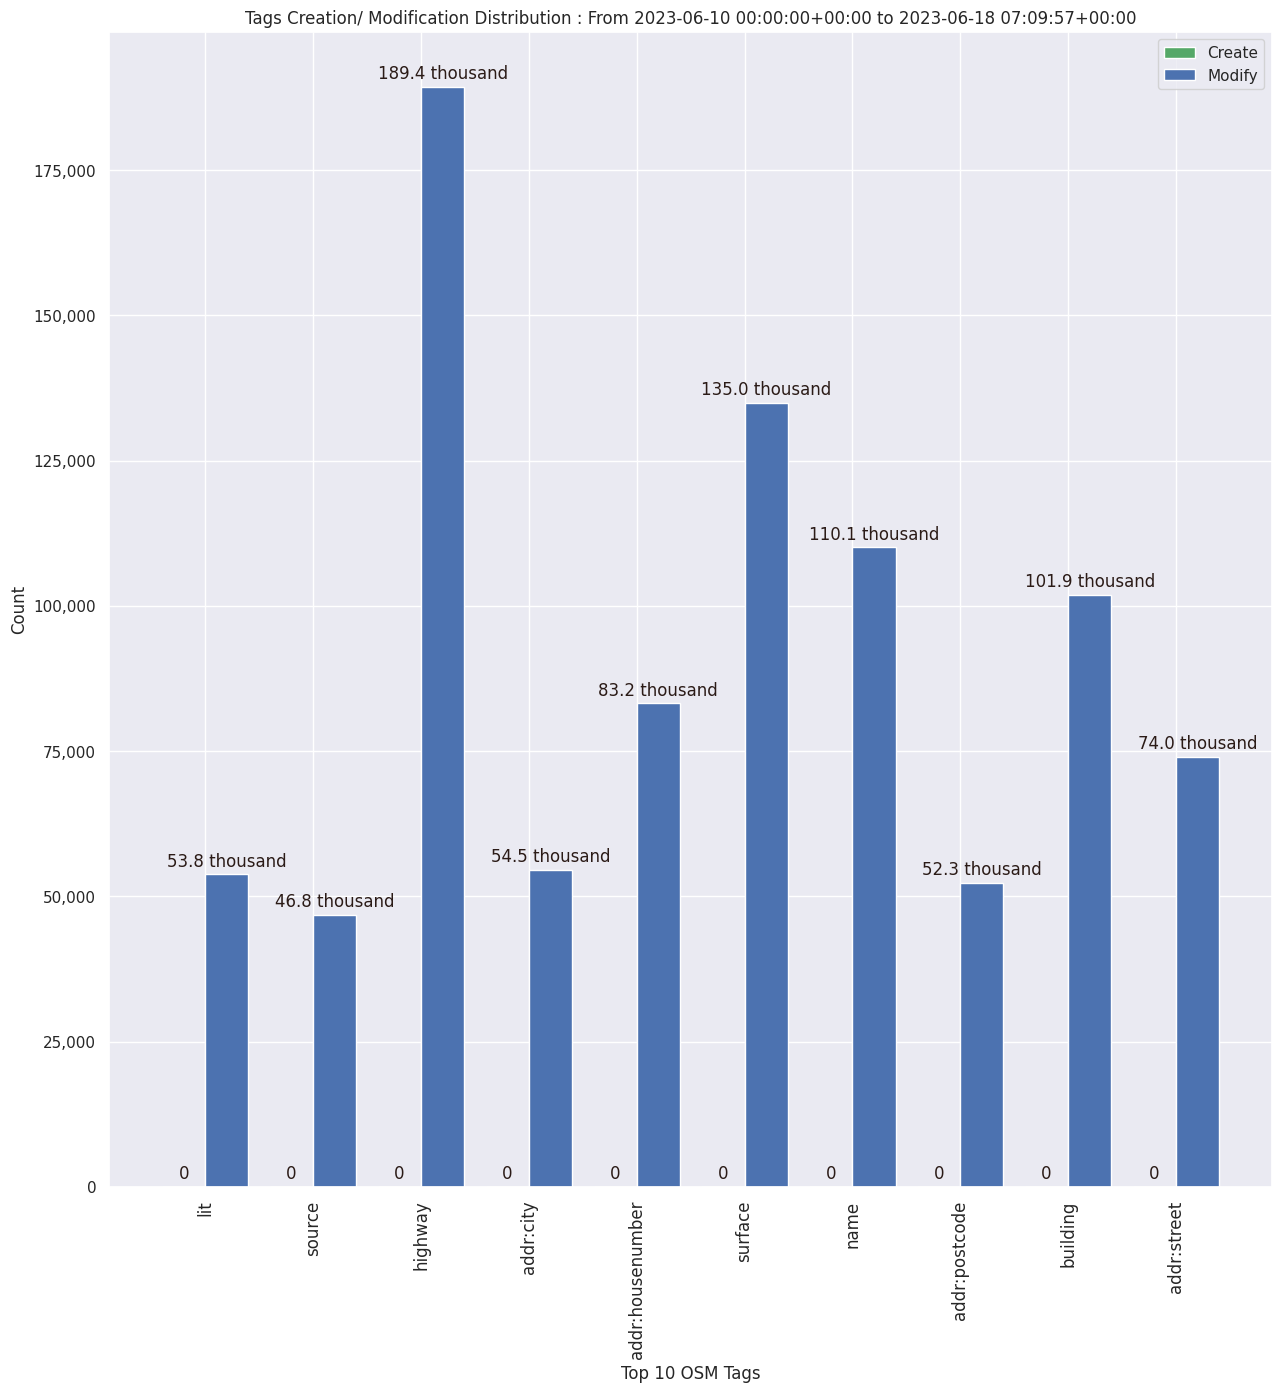 Tags Creation/ Modification Distribution : From 2023-06-10 00:00:00+00:00 to 2023-06-18 07:09:57+00:00
Create
Modify
189.4 thousand
175,000
150,000
135.0 thousand
125,000
110.1 thousand
101.9 thousand
100,000
Count
83.2 thousand
75,000
74.0 thousand
53.8 thousand
54.5 thousand
52.3 thousand
46.8 thousand
50,000
25,000
0 0 0 0 0 0 0 0 0 0
0
lit
source
highway
addr:city
addr:housenumber
surface
name
addr:postcode
building
addr:street
Top 10 OSM Tags